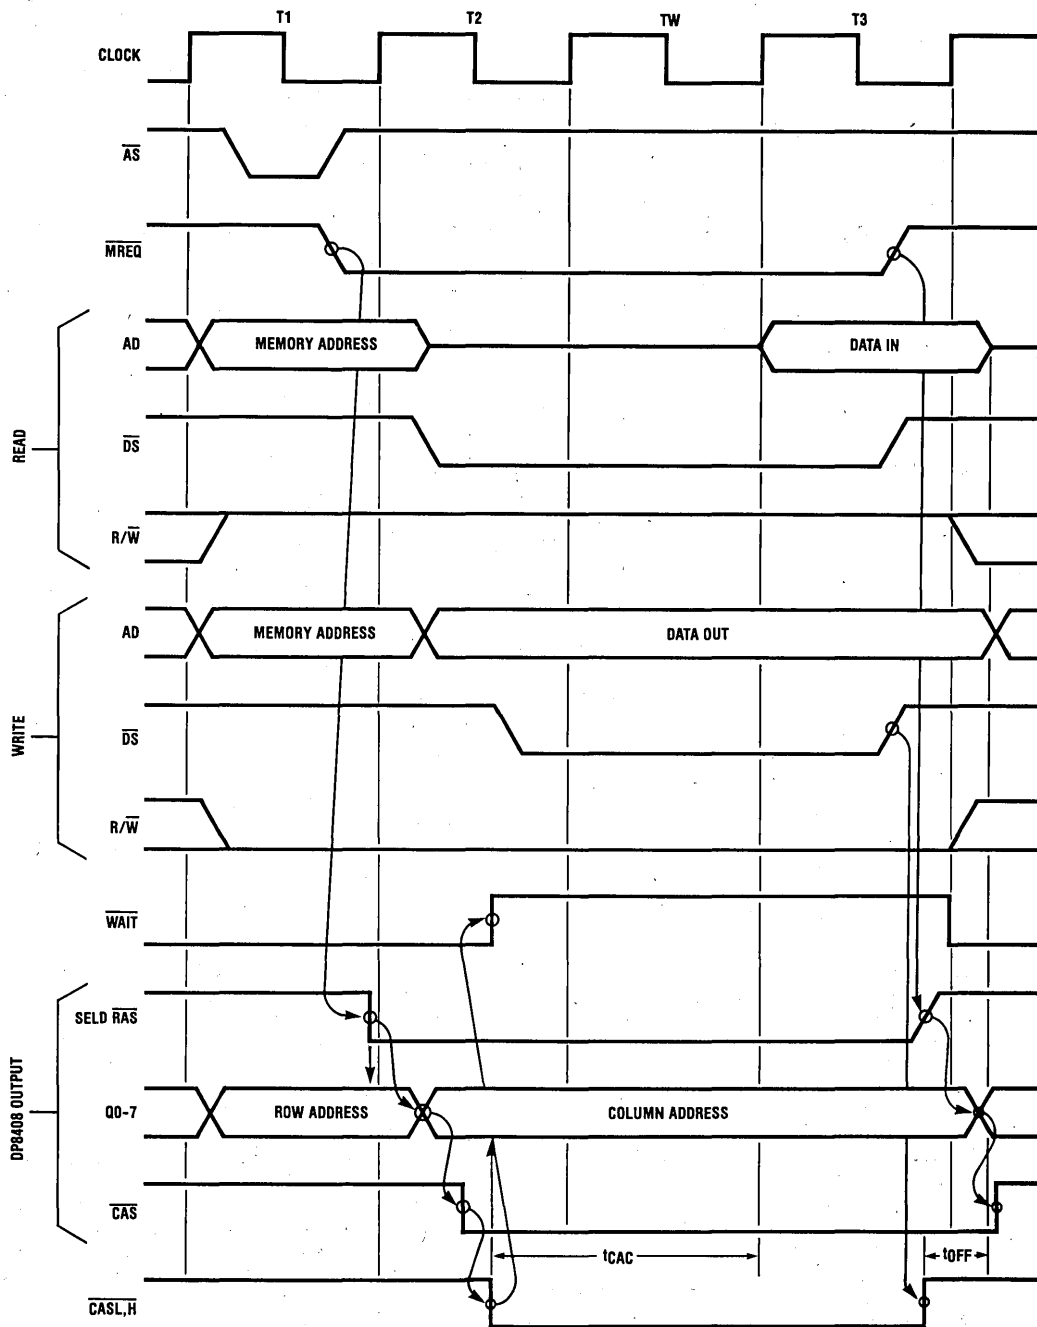 T1 T2 TW T3
CLOCK
AS
MREQ
READ
AD MEMORY ADDRESS DATA IN
DS
R/W
WRITE
AD MEMORY ADDRESS DATA OUT
DS
R/W
WAIT
DP8408 OUTPUT
SELD RAS
Q0-7 ROW ADDRESS COLUMN ADDRESS
CAS
tCAC tOFF
CASL,H